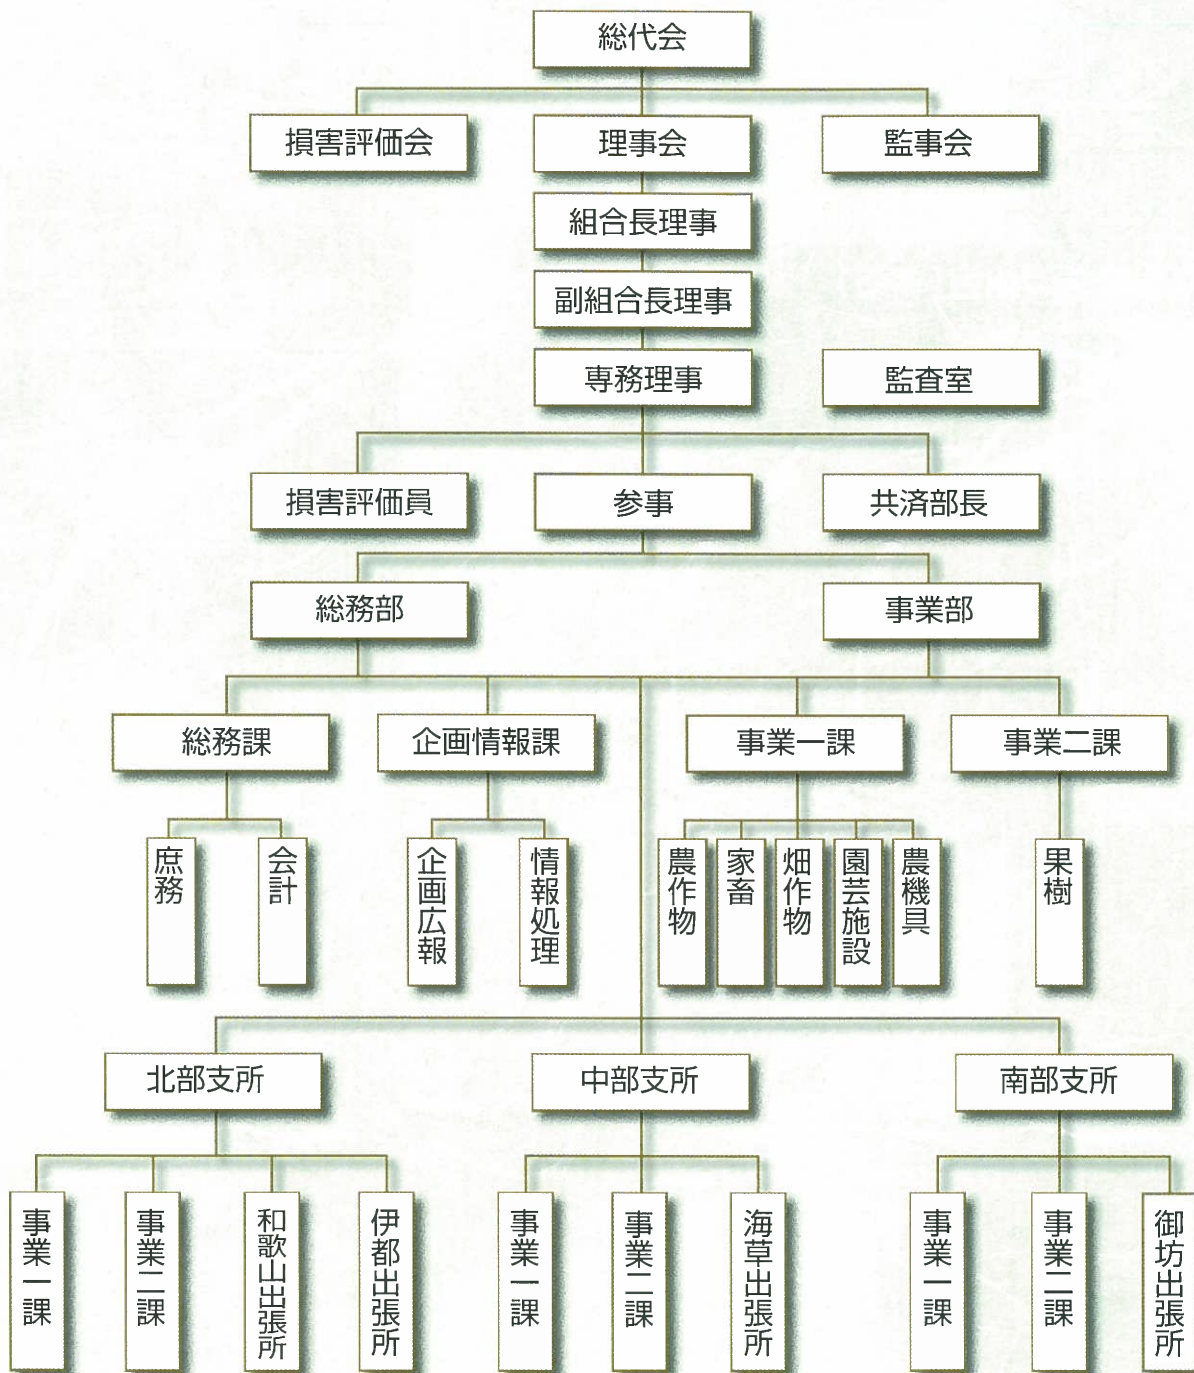 総代会
損害評価会
理事会
監事会
組合長理事
副組合長理事
専務理事
監査室
損害評価員
参事
共済部長
総務部
事業部
総務課
企画情報課
事業一課
事業二課
庶務
会計
企画広報
情報処理
農作物
家畜
畑作物
園芸施設
農機具
果樹
北部支所
中部支所
南部支所
事業一課
事業二課
和歌山出張所
伊都出張所
事業一課
事業二課
海草出張所
事業一課
事業二課
御坊出張所